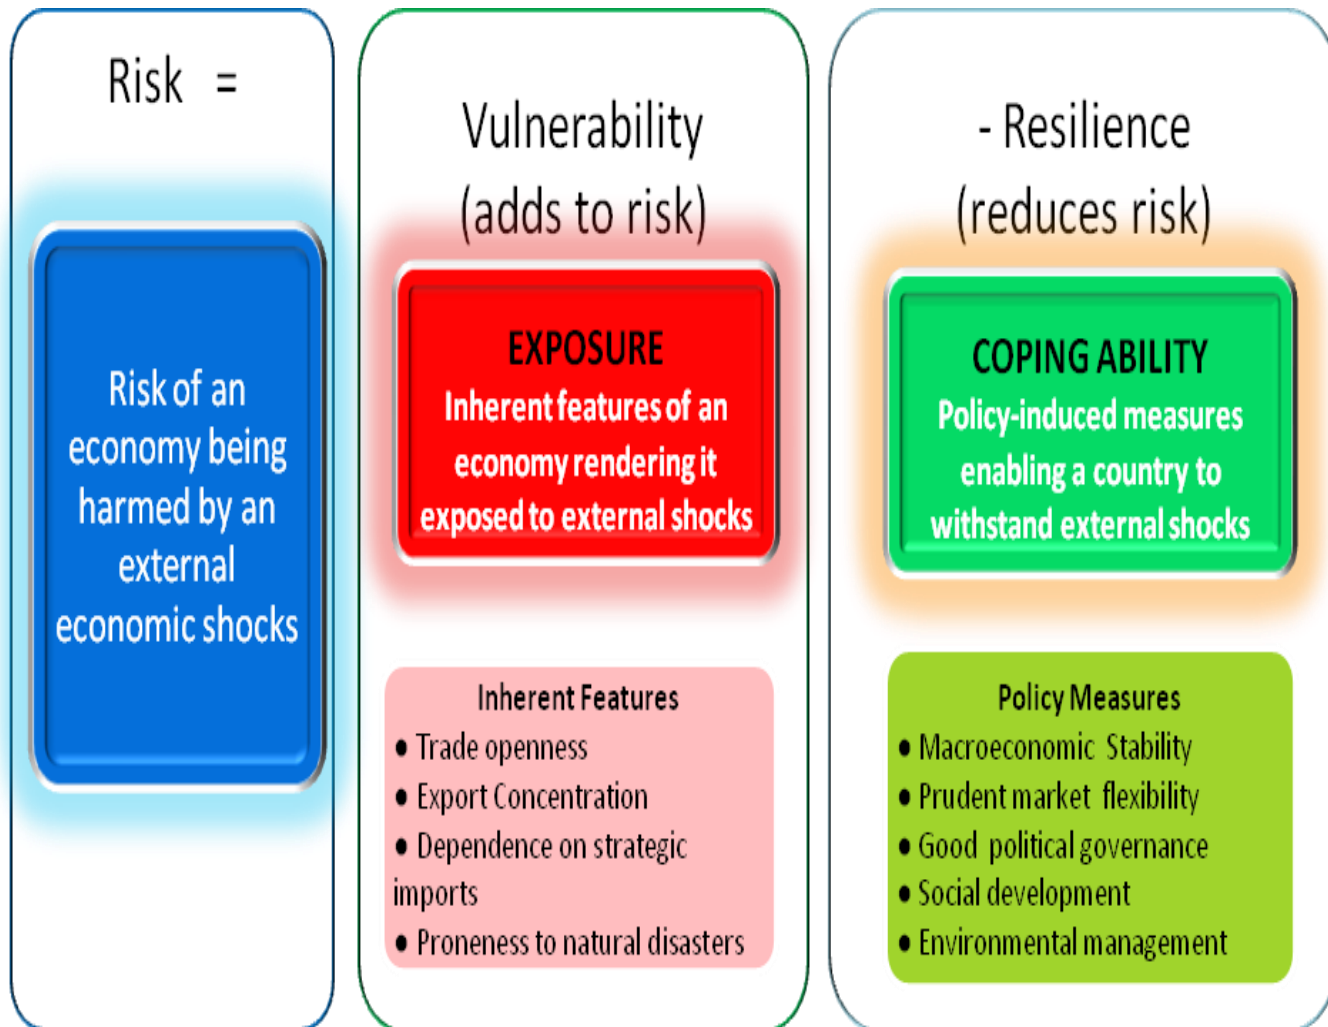 Risk =
Risk of an
economy being
harmed by an
external
economic shocks
Vulnerability
(adds to risk)
EXPOSURE
Inherent features of an
economy rendering it
exposed to external shocks
Inherent Features
● Trade openness
● Export Concentration
● Dependence on strategic
imports
● Proneness to natural disasters
- Resilience
(reduces risk)
COPING ABILITY
Policy-induced measures
enabling a country to
withstand external shocks
Policy Measures
● Macroeconomic Stability
● Prudent market flexibility
● Good political governance
● Social development
● Environmental management